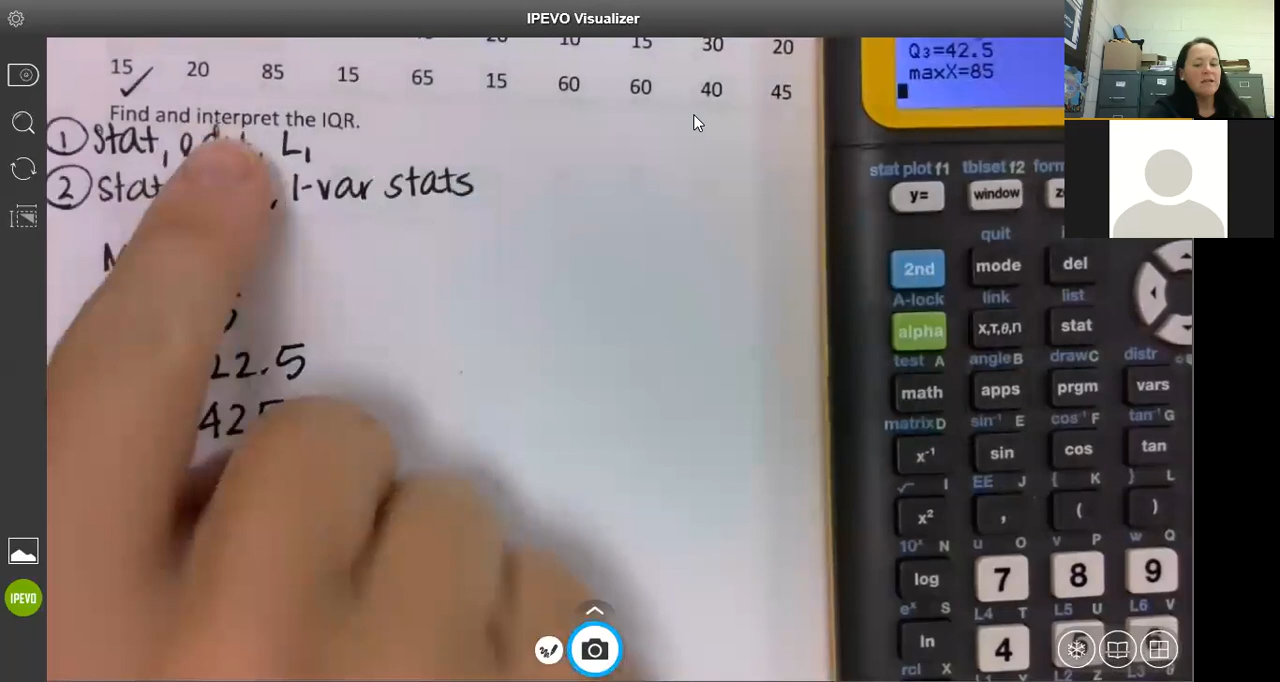 IPEVO Visualizer
20 10 15 30 20
15 20 85 15 65 15 60 60 40 45
Find and interpret the IQR.
① Stat, L1
② stat , 1-var stats
22.5
42.5
Q3=42.5
maxX=85
stat plot f1 tblset f2
y= window
quit
2nd mode del
A-lock link list
alpha X,T,θ,n stat
test A angle B draw C distr
math apps prgm vars
matrix D sin⁻¹ E cos⁻¹ F tan⁻¹ G
x⁻¹ sin cos tan
√ I EE J { K } L
x² , ( )
10ˣ N u O v P w Q
log 7 8 9
eˣ S L4 T L5 U L6 V
ln 4
rcl X
IPEVO